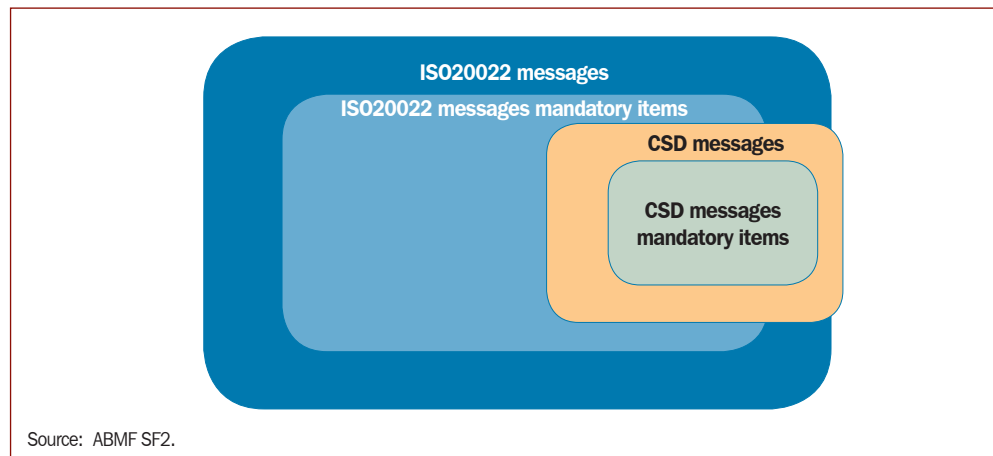 ISO20022 messages
ISO20022 messages mandatory items
CSD messages
CSD messages
mandatory items
Source: ABMF SF2.